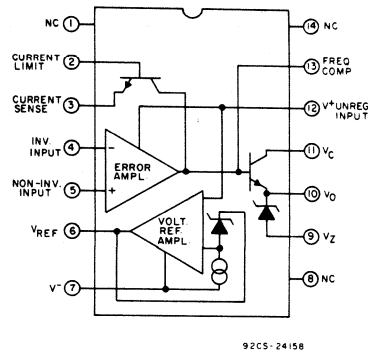 NC 1
14 NC
CURRENT
LIMIT 2
13 FREQ
COMP
CURRENT
SENSE 3
12 V+ UNREG
INPUT
INV.
INPUT 4
-
ERROR
AMPL
11 VC
NON-INV.
INPUT 5
+
10 VO
VREF 6
VOLT.
REF
AMPL.
9 VZ
V- 7
8 NC
92CS-24158